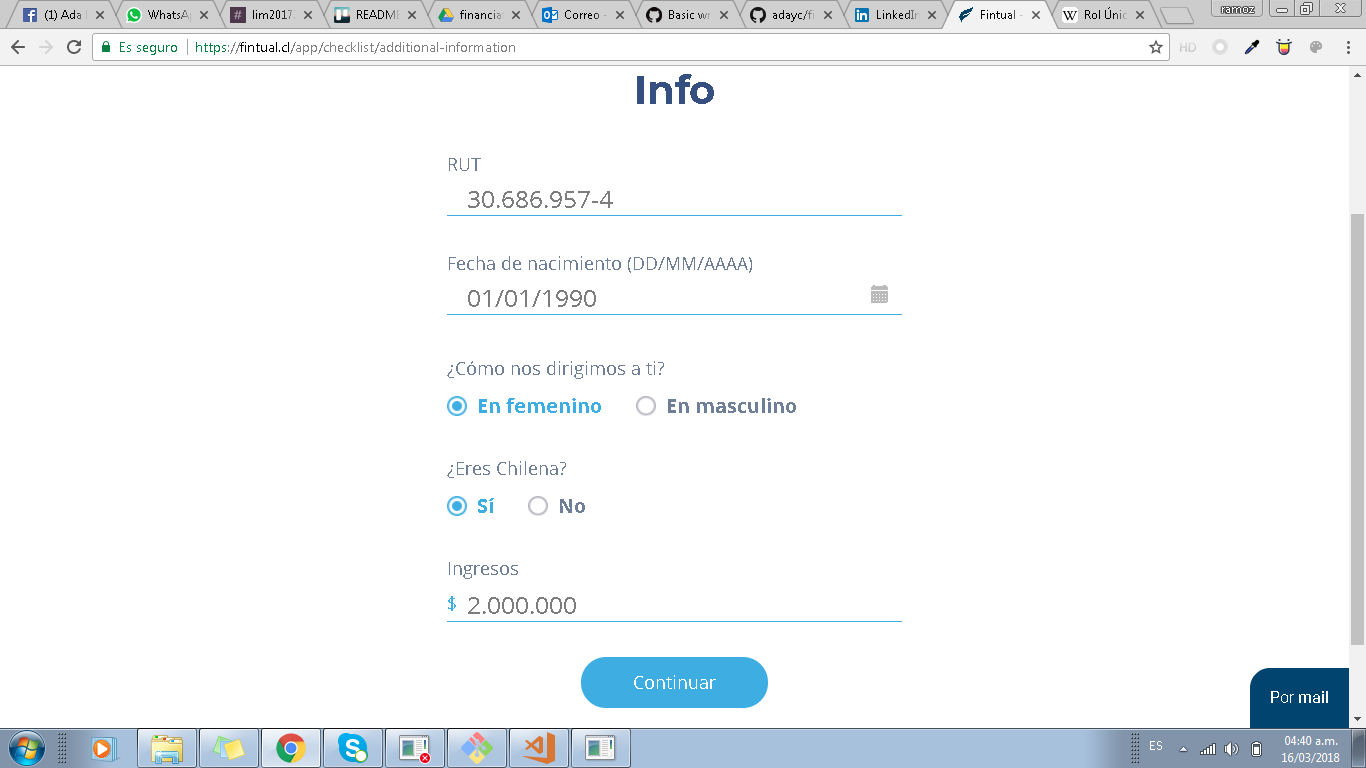 (1) Ada
WhatsA
lim2017
README
financia
Correo -
Basic wo
adayc/fi
LinkedIn
Fintual -
Rol Únic
ramoz
Es seguro
https://fintual.cl/app/checklist/additional-information
HD
Info
RUT
30.686.957-4
Fecha de nacimiento (DD/MM/AAAA)
01/01/1990
¿Cómo nos dirigimos a ti?
En femenino En masculino
¿Eres Chilena?
Sí No
Ingresos
$ 2.000.000
Continuar
Por mail
ES
04:40 a.m.
16/03/2018